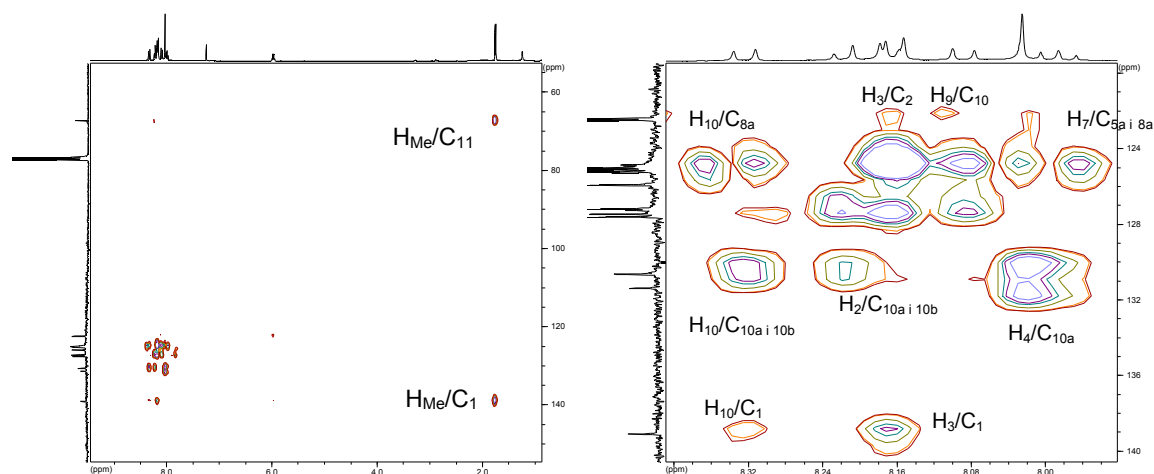 (ppm)
60
80
100
120
140
(ppm)
8.0
6.0
4.0
2.0
H_Me/C_11
H_Me/C_1
(ppm)
124
128
132
136
140
(ppm)
8.32
8.24
8.16
8.08
8.00
H_10/C_8a
H_3/C_2
H_9/C_10
H_7/C_5a i 8a
H_10/C_10a i 10b
H_2/C_10a i 10b
H_4/C_10a
H_10/C_1
H_3/C_1